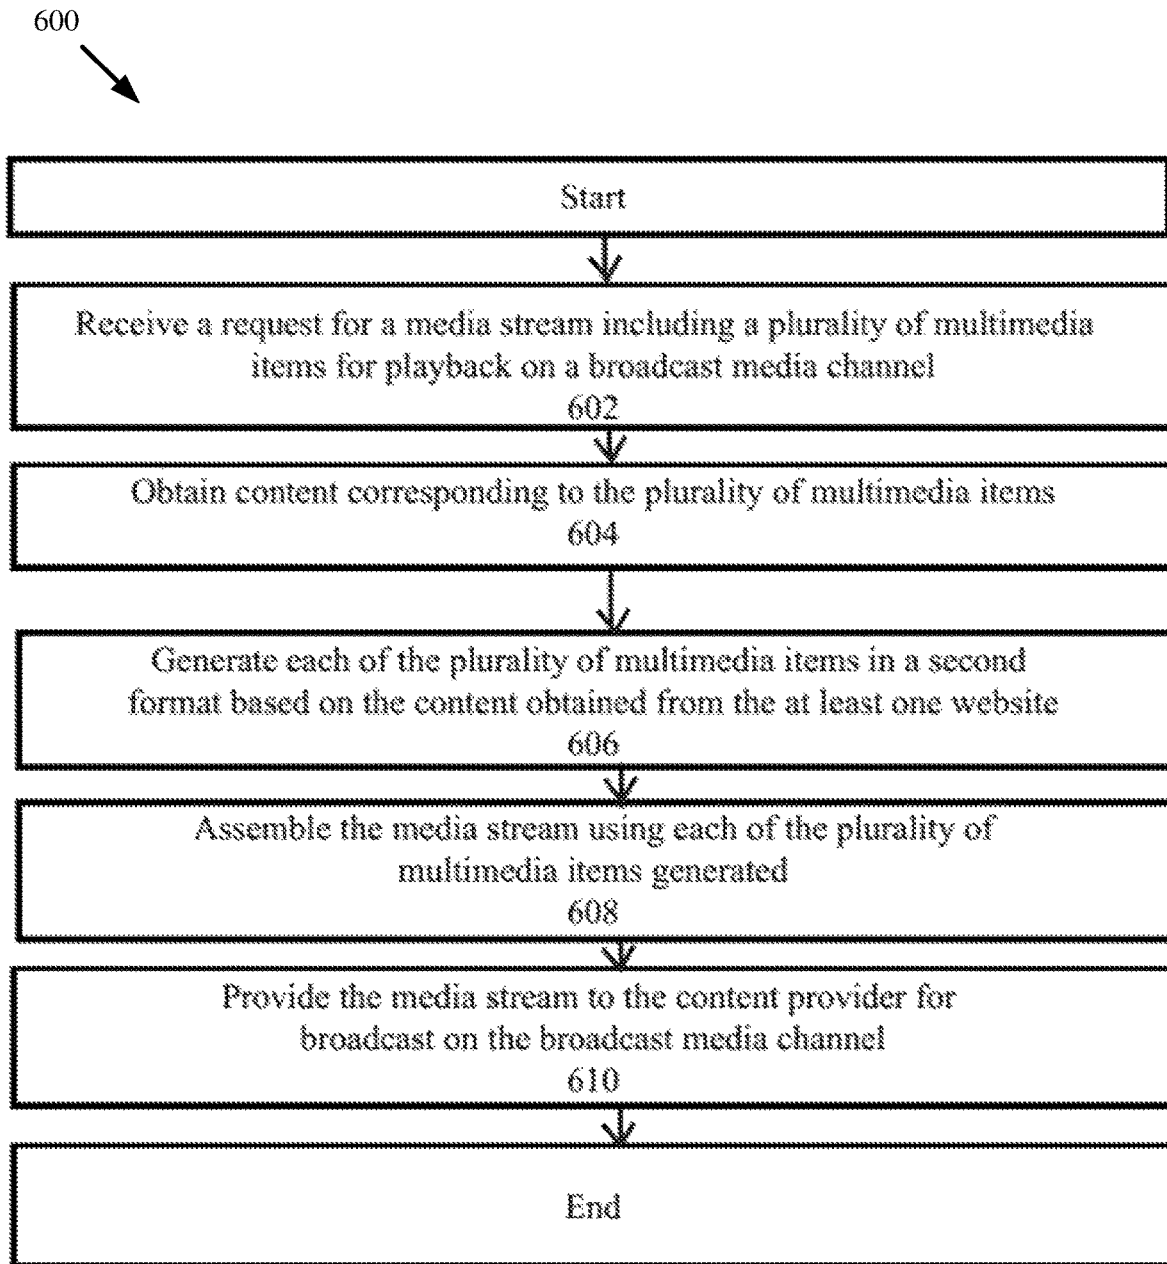 600
Start
Receive a request for a media stream including a plurality of multimedia
items for playback on a broadcast media channel
602
Obtain content corresponding to the plurality of multimedia items
604
Generate each of the plurality of multimedia items in a second
format based on the content obtained from the at least one website
606
Assemble the media stream using each of the plurality of
multimedia items generated
608
Provide the media stream to the content provider for
broadcast on the broadcast media channel
610
End